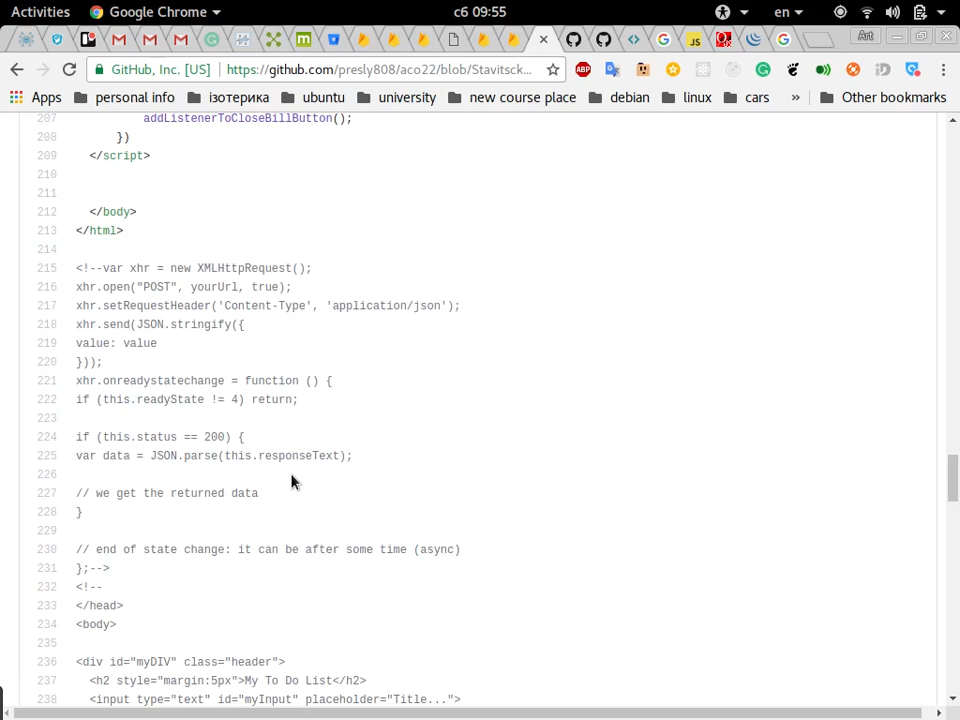 Activities Google Chrome сб 09:55 en
Art
GitHub, Inc. [US] https://github.com/presly808/aco22/blob/Stavitsck...
Apps personal info ізотерика ubuntu university new course place debian linux cars » Other bookmarks
207 addListenerToCloseBillButton();
208 })
209 </script>
210
211
212 </body>
213 </html>
214
215 <!--var xhr = new XMLHttpRequest();
216 xhr.open("POST", yourUrl, true);
217 xhr.setRequestHeader('Content-Type', 'application/json');
218 xhr.send(JSON.stringify({
219 value: value
220 }));
221 xhr.onreadystatechange = function () {
222 if (this.readyState != 4) return;
223
224 if (this.status == 200) {
225 var data = JSON.parse(this.responseText);
226
227 // we get the returned data
228 }
229
230 // end of state change: it can be after some time (async)
231 };-->
232 <!--
233 </head>
234 <body>
235
236 <div id="myDIV" class="header">
237 <h2 style="margin:5px">My To Do List</h2>
238 <input type="text" id="myInput" placeholder="Title...">